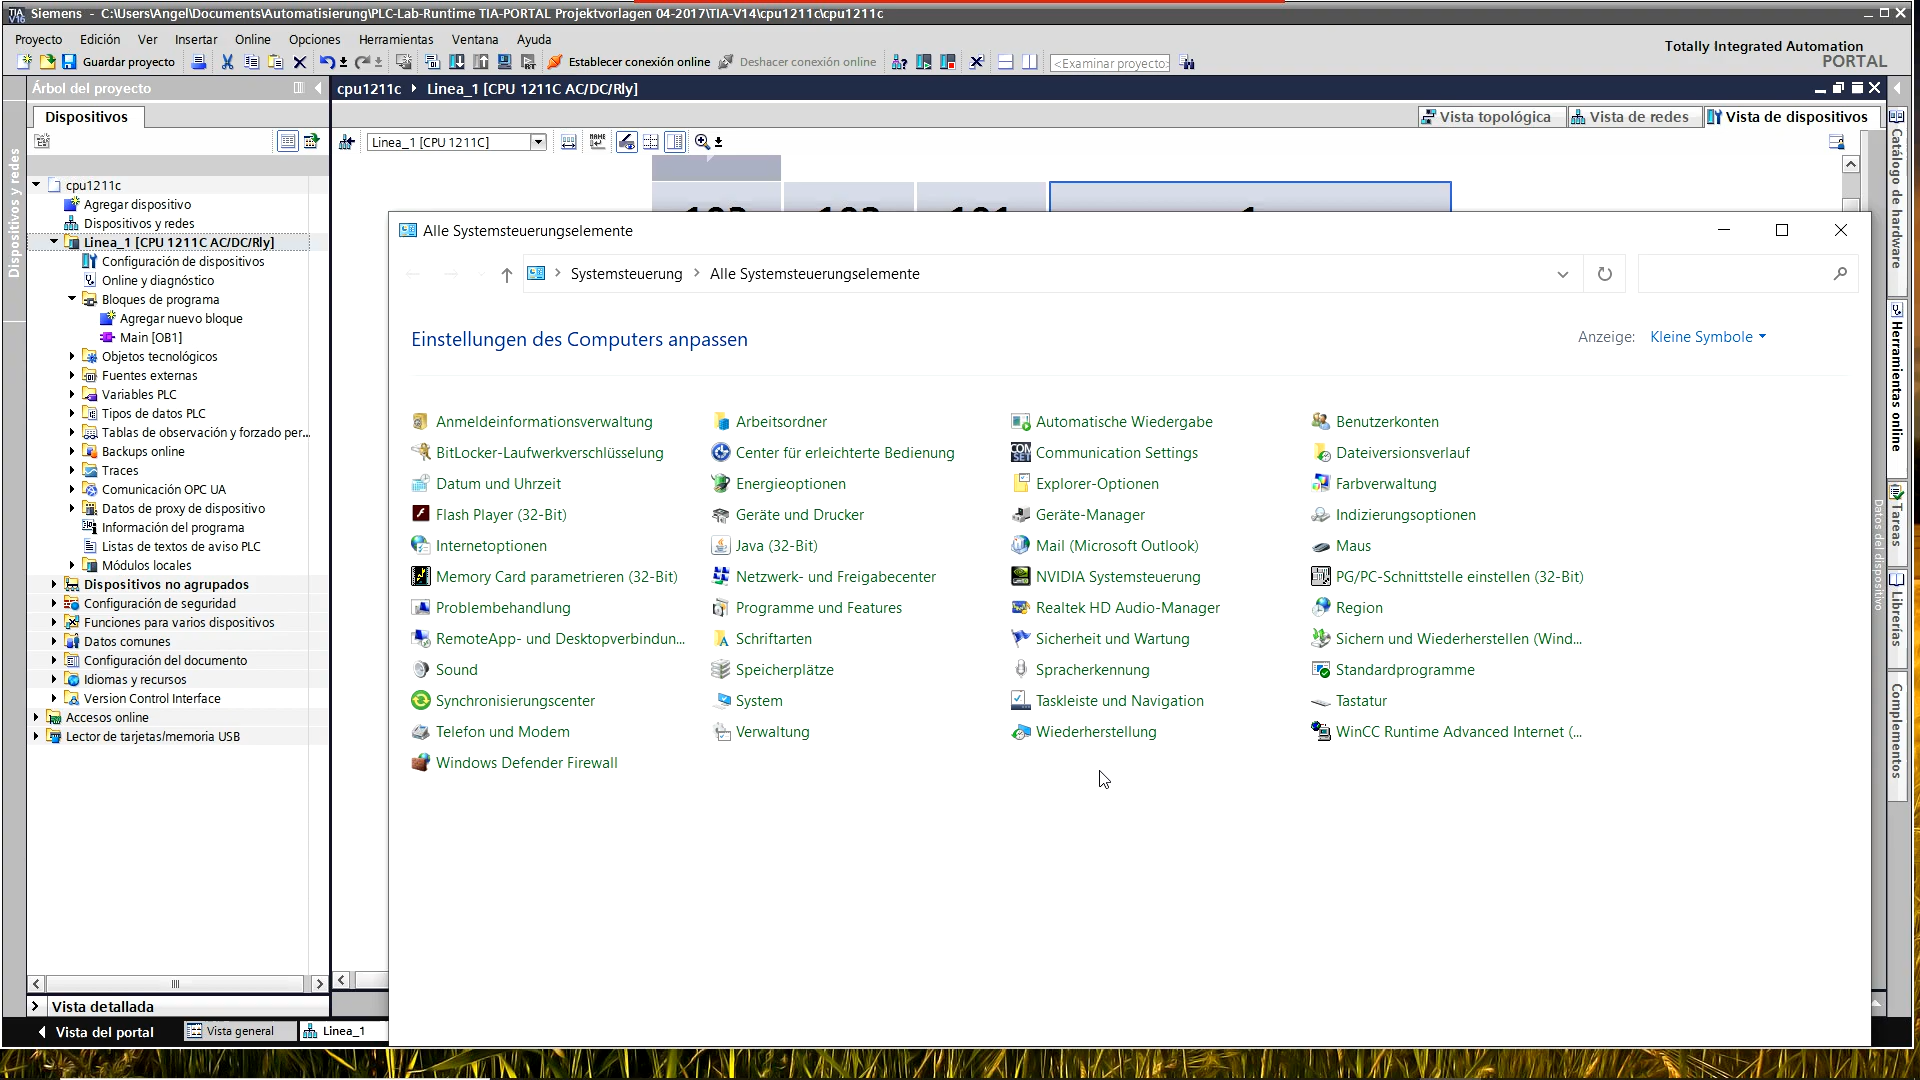 Siemens - C:\Users\Angel\Documents\Automatisierung\PLC-Lab-Runtime TIA-PORTAL Projektvorlagen 04-2017\TIA-V14\cpu1211c\cpu1211c
Proyecto Edición Ver Insertar Online Opciones Herramientas Ventana Ayuda
Totally Integrated Automation
PORTAL
Guardar proyecto Establecer conexión online Deshacer conexión online <Examinar proyecto>
Árbol del proyecto
cpu1211c Linea_1 [CPU 1211C AC/DC/Rly]
Dispositivos
Vista topológica Vista de redes Vista de dispositivos
Linea_1 [CPU 1211C]
Dispositivos y redes
cpu1211c
Agregar dispositivo
Dispositivos y redes
Linea_1 [CPU 1211C AC/DC/Rly]
Configuración de dispositivos
Online y diagnóstico
Bloques de programa
Agregar nuevo bloque
Main [OB1]
Objetos tecnológicos
Fuentes externas
Variables PLC
Tipos de datos PLC
Tablas de observación y forzado per...
Backups online
Traces
Comunicación OPC UA
Datos de proxy de dispositivo
Información del programa
Listas de textos de aviso PLC
Módulos locales
Dispositivos no agrupados
Configuración de seguridad
Funciones para varios dispositivos
Datos comunes
Configuración del documento
Idiomas y recursos
Version Control Interface
Accesos online
Lector de tarjetas/memoria USB
Vista detallada
Vista del portal Vista general Linea_1
103 102 101 1
Alle Systemsteuerungselemente
Systemsteuerung Alle Systemsteuerungselemente
Einstellungen des Computers anpassen
Anzeige: Kleine Symbole
Anmeldeinformationsverwaltung Arbeitsordner Automatische Wiedergabe Benutzerkonten
BitLocker-Laufwerkverschlüsselung Center für erleichterte Bedienung Communication Settings Dateiversionsverlauf
Datum und Uhrzeit Energieoptionen Explorer-Optionen Farbverwaltung
Flash Player (32-Bit) Geräte und Drucker Geräte-Manager Indizierungsoptionen
Internetoptionen Java (32-Bit) Mail (Microsoft Outlook) Maus
Memory Card parametrieren (32-Bit) Netzwerk- und Freigabecenter NVIDIA Systemsteuerung PG/PC-Schnittstelle einstellen (32-Bit)
Problembehandlung Programme und Features Realtek HD Audio-Manager Region
RemoteApp- und Desktopverbindun... Schriftarten Sicherheit und Wartung Sichern und Wiederherstellen (Wind...
Sound Speicherplätze Spracherkennung Standardprogramme
Synchronisierungscenter System Taskleiste und Navigation Tastatur
Telefon und Modem Verwaltung Wiederherstellung WinCC Runtime Advanced Internet (...
Windows Defender Firewall
Datos del dispositivo
Catálogo de hardware
Herramientas online
Tareas
Librerías
Complementos